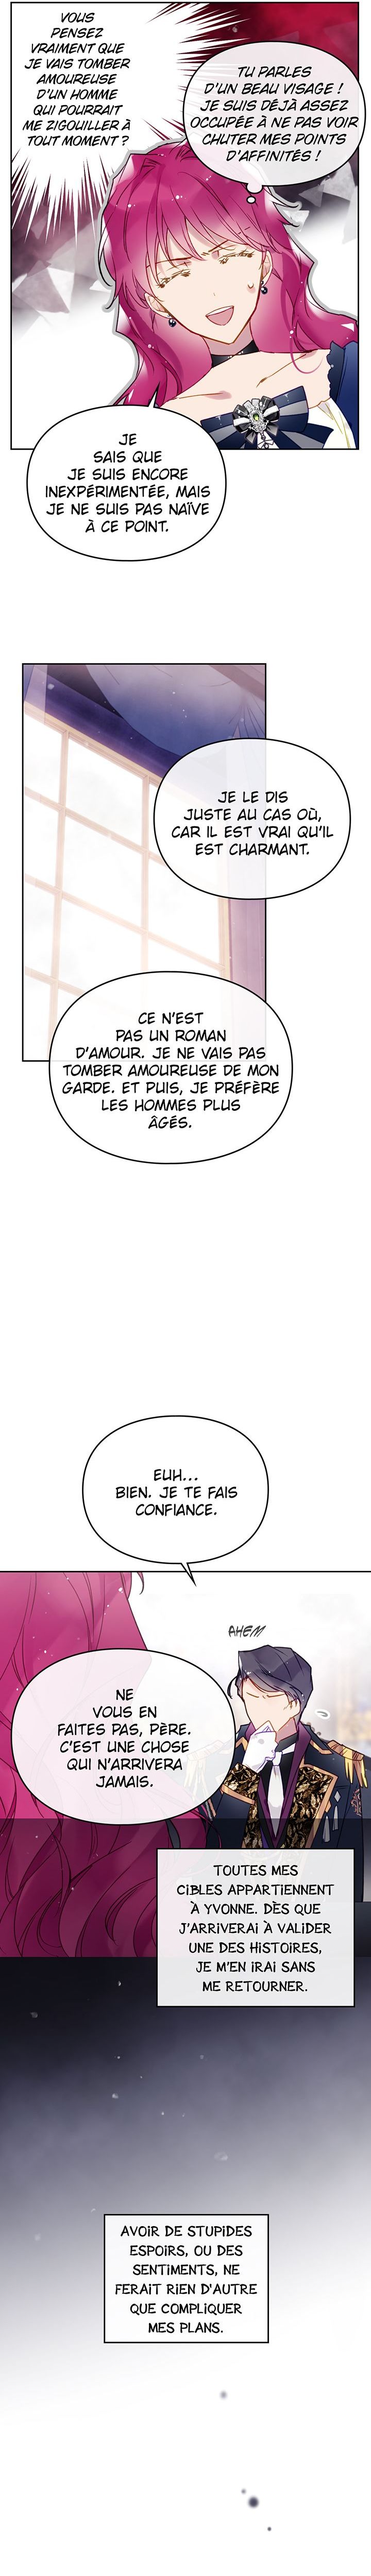 VOUS
PENSEZ
VRAIMENT QUE
JE VAIS TOMBER
AMOUREUSE
D'UN HOMME
QUI POURRAIT
ME ZIGOUILLER À
TOUT MOMENT ?
TU PARLES
D'UN BEAU VISAGE !
JE SUIS DÉJÀ ASSEZ
OCCUPÉE À NE PAS VOIR
CHUTER MES POINTS
D'AFFINITÉS !
JE
SAIS QUE
JE SUIS ENCORE
INEXPÉRIMENTÉE, MAIS
JE NE SUIS PAS NAÏVE
À CE POINT.
JE LE DIS
JUSTE AU CAS OÙ,
CAR IL EST VRAI QU'IL
EST CHARMANT.
CE N'EST
PAS UN ROMAN
D'AMOUR. JE NE VAIS PAS
TOMBER AMOUREUSE DE MON
GARDE. ET PUIS, JE PRÉFÈRE
LES HOMMES PLUS
ÂGÉS.
EUH...
BIEN. JE TE FAIS
CONFIANCE.
AHEM
NE
VOUS EN
FAITES PAS, PÈRE.
C'EST UNE CHOSE
QUI N'ARRIVERA
JAMAIS.
TOUTES MES
CIBLES APPARTIENNENT
À YVONNE. DÈS QUE
J'ARRIVERAI À VALIDER
UNE DES HISTOIRES,
JE M'EN IRAI SANS
ME RETOURNER.
AVOIR DE STUPIDES
ESPOIRS, OU DES
SENTIMENTS, NE
FERAIT RIEN D'AUTRE
QUE COMPLIQUER
MES PLANS.